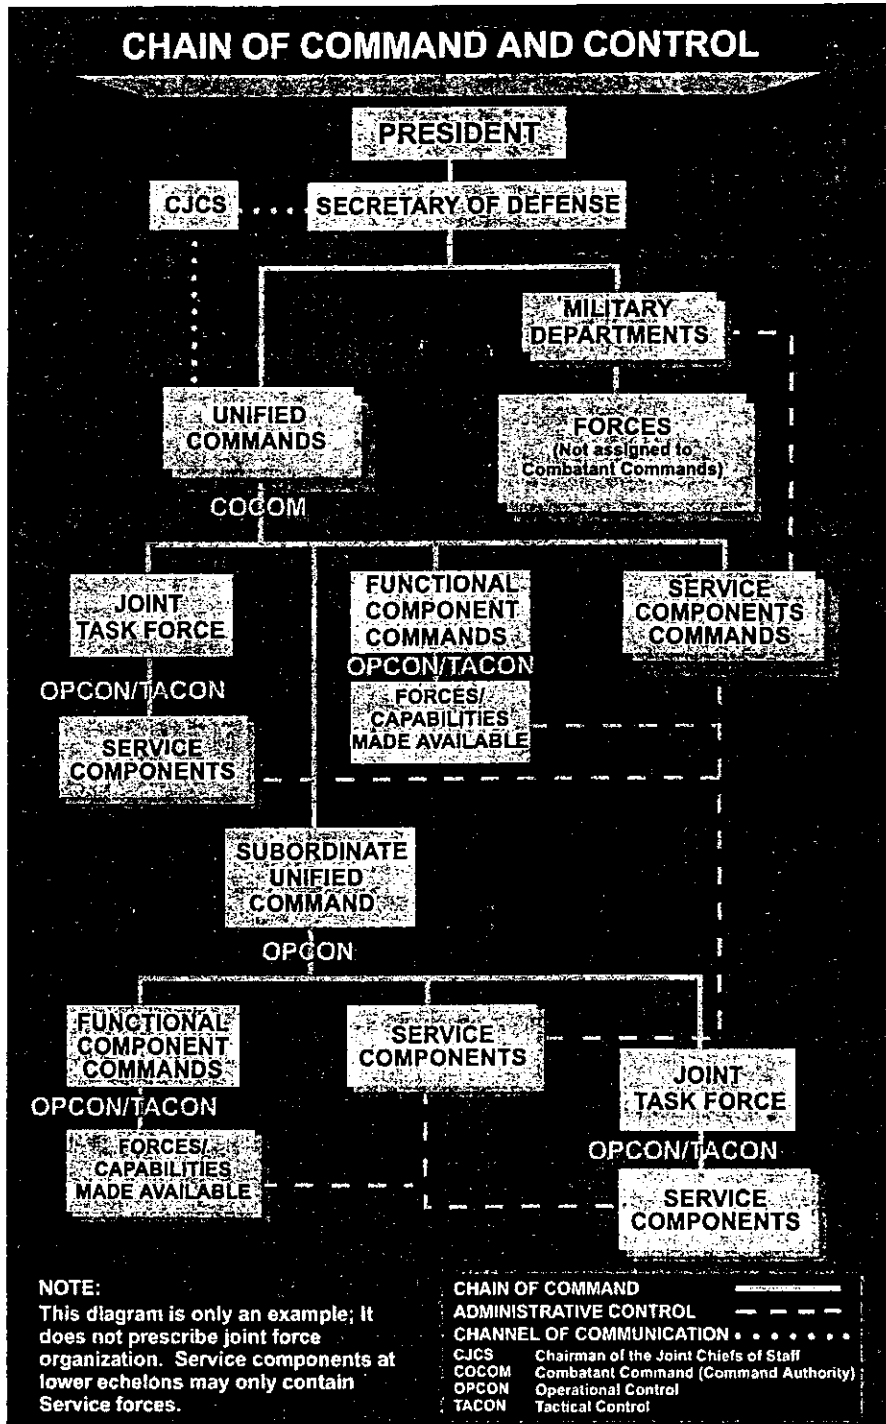 CHAIN OF COMMAND AND CONTROL
PRESIDENT
CJCS
SECRETARY OF DEFENSE
MILITARY
DEPARTMENTS
UNIFIED
COMMANDS
FORCES
(Not assigned to
Combatant Commands)
COCOM
JOINT
TASK FORCE
FUNCTIONAL
COMPONENT
COMMANDS
SERVICE
COMPONENTS
COMMANDS
OPCON/TACON
OPCON/TACON
FORCES/
CAPABILITIES
MADE AVAILABLE
SERVICE
COMPONENTS
SUBORDINATE
UNIFIED
COMMAND
OPCON
FUNCTIONAL
COMPONENT
COMMANDS
SERVICE
COMPONENTS
JOINT
TASK FORCE
OPCON/TACON
FORCES/
CAPABILITIES
MADE AVAILABLE
OPCON/TACON
SERVICE
COMPONENTS
NOTE:
This diagram is only an example; it
does not prescribe joint force
organization. Service components at
lower echelons may only contain
Service forces.
CHAIN OF COMMAND
ADMINISTRATIVE CONTROL
CHANNEL OF COMMUNICATION
CJCS Chairman of the Joint Chiefs of Staff
COCOM Combatant Command (Command Authority)
OPCON Operational Control
TACON Tactical Control